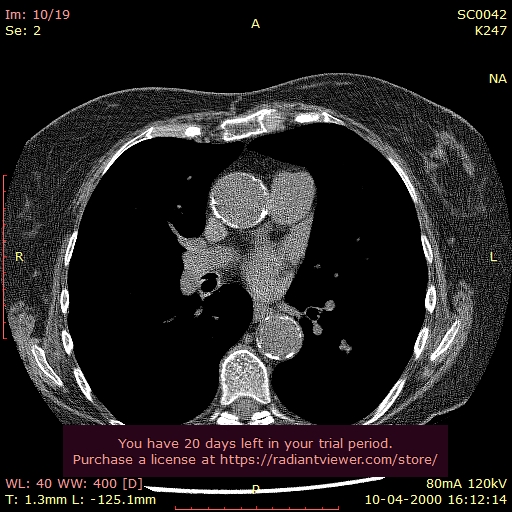 Im: 10/19
Se: 2
A
SC0042
K247
NA
R
L
You have 20 days left in your trial period.
Purchase a license at https://radiantviewer.com/store/
WL: 40 WW: 400 [D]
T: 1.3mm L: -125.1mm
P
80mA 120kV
10-04-2000 16:12:14